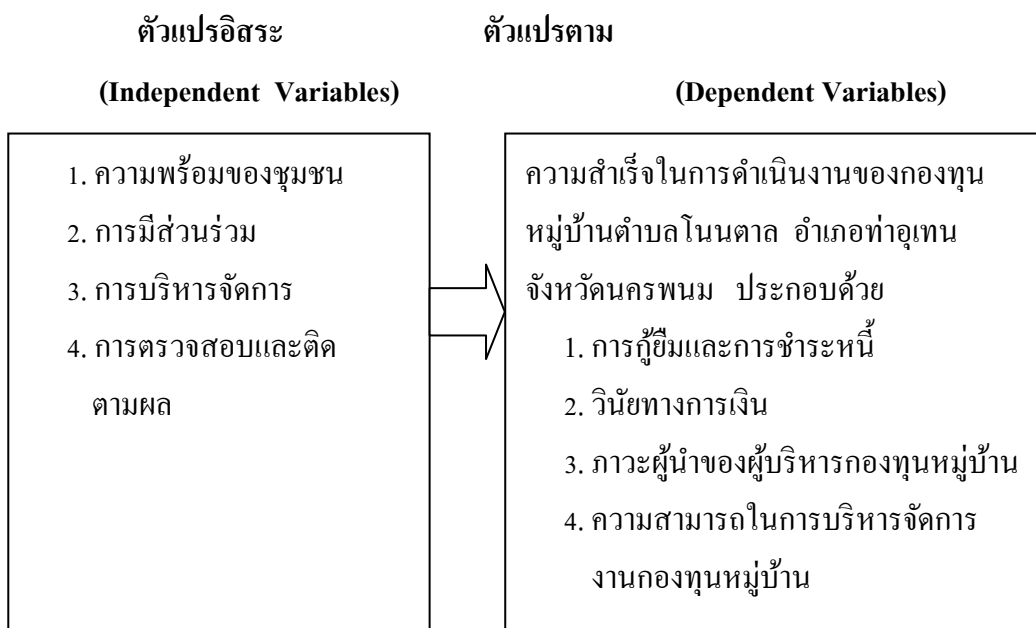 ตัวแปรอิสระ
ตัวแปรตาม
(Independent Variables)
(Dependent Variables)
1. ความพร้อมของชุมชน
2. การมีส่วนร่วม
3. การบริหารจัดการ
4. การตรวจสอบและติด
ตามผล
ความสำเร็จในการดำเนินงานของกองทุน
หมู่บ้านตำบลโนนตาล อำเภอท่าอุเทน
จังหวัดนครพนม ประกอบด้วย
1. การกู้ยืมและการชำระหนี้
2. วินัยทางการเงิน
3. ภาวะผู้นำของผู้บริหารกองทุนหมู่บ้าน
4. ความสามารถในการบริหารจัดการ
งานกองทุนหมู่บ้าน